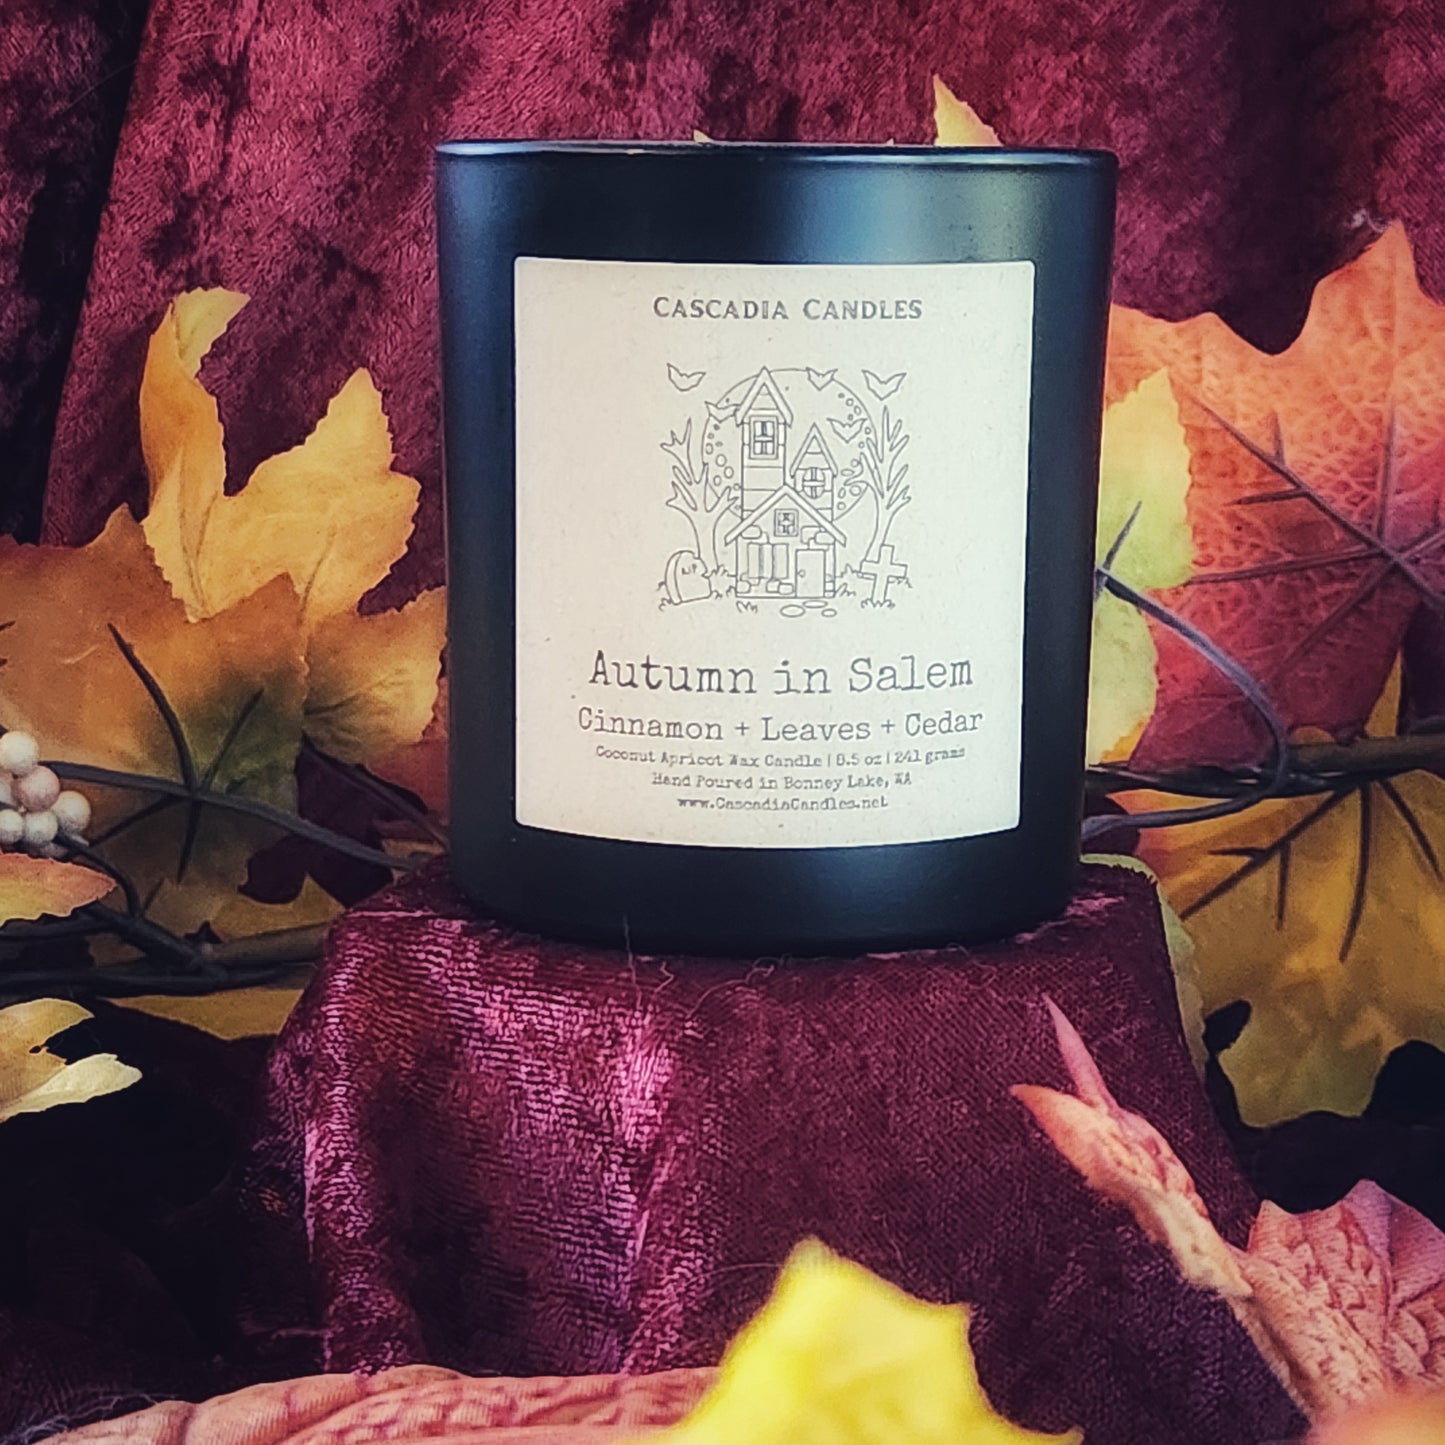 CASCADIA CANDLES
RIP
Autumn in Salem
Cinnamon + Leaves + Cedar
Coconut Apricot Wax Candle | 8.5 oz | 241 grams
Hand Poured in Bonney Lake, WA
www.CascadiaCandles.net